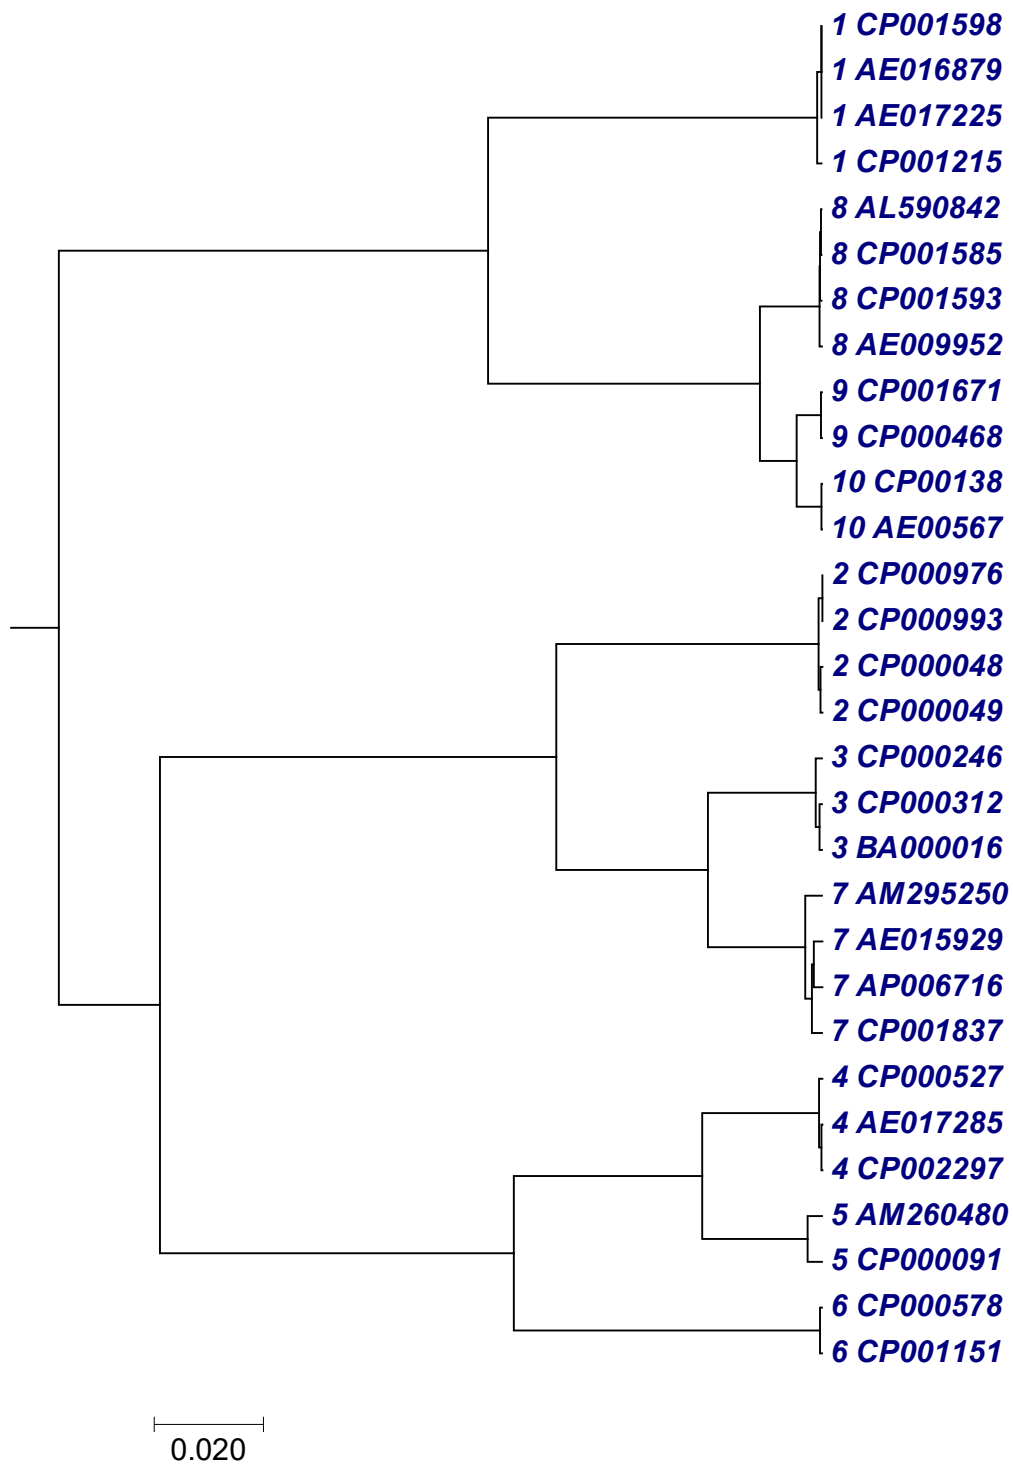 1 CP001598
1 AE016879
1 AE017225
1 CP001215
8 AL590842
8 CP001585
8 CP001593
8 AE009952
9 CP001671
9 CP000468
10 CP00138
10 AE00567
2 CP000976
2 CP000993
2 CP000048
2 CP000049
3 CP000246
3 CP000312
3 BA000016
7 AM295250
7 AE015929
7 AP006716
7 CP001837
4 CP000527
4 AE017285
4 CP002297
5 AM260480
5 CP000091
6 CP000578
6 CP001151
0.020